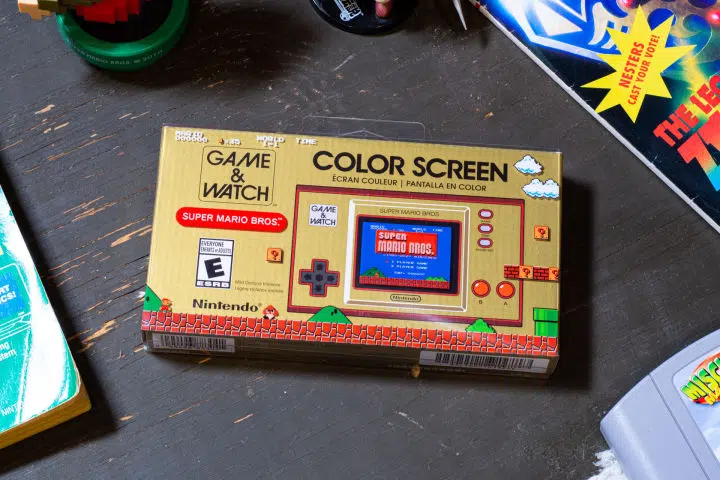 MARIO WORLD TIME
000000 ×35 1-1
GAME
& WATCH
SUPER MARIO BROS.™
EVERYONE
E
ESRB
Nintendo®
COLOR SCREEN
ÉCRAN COULEUR | PANTALLA EN COLOR
GAME
& WATCH
SUPER MARIO BROS.
SUPER
MARIO BROS.
1 PLAYER GAME
2 PLAYER GAME
Nintendo
B A
NESTERS
CAST YOUR VOTE!
THE